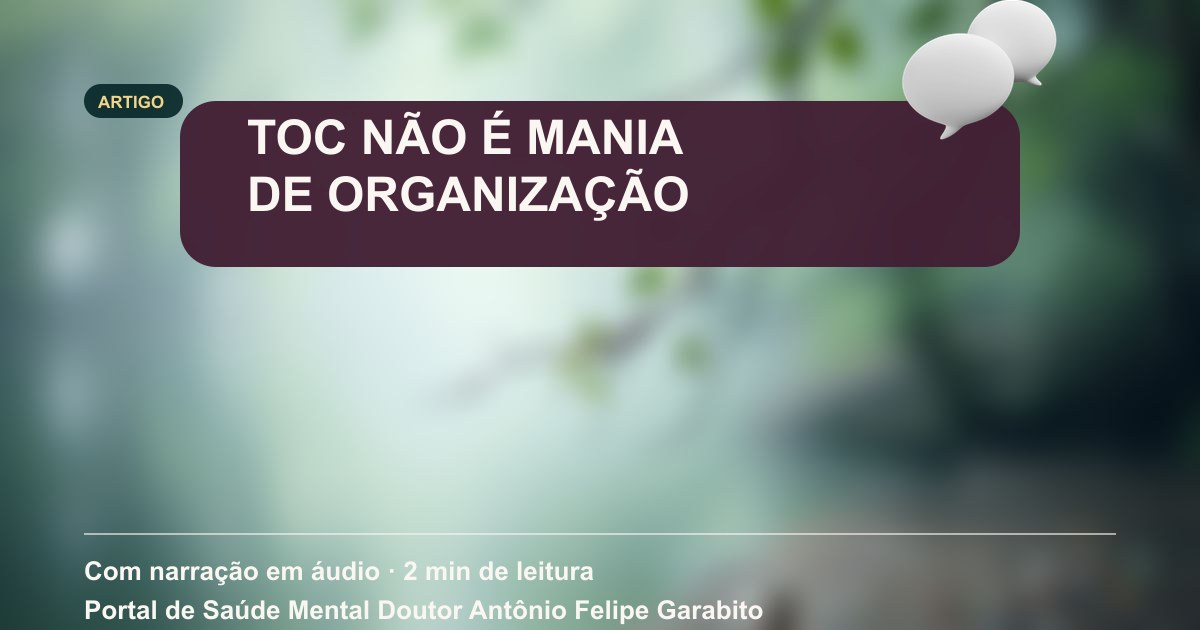 ARTIGO
TOC NÃO É MANIA
DE ORGANIZAÇÃO
Com narração em áudio · 2 min de leitura
Portal de Saúde Mental Doutor Antônio Felipe Garabito